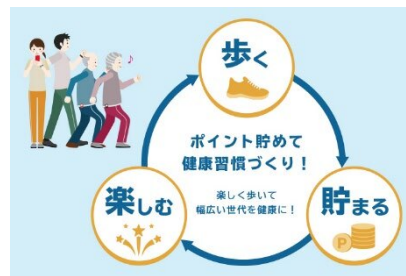 歩く
ポイント貯めて
健康習慣づくり！
楽しく歩いて
幅広い世代を健康に！
楽しむ
貯まる
P